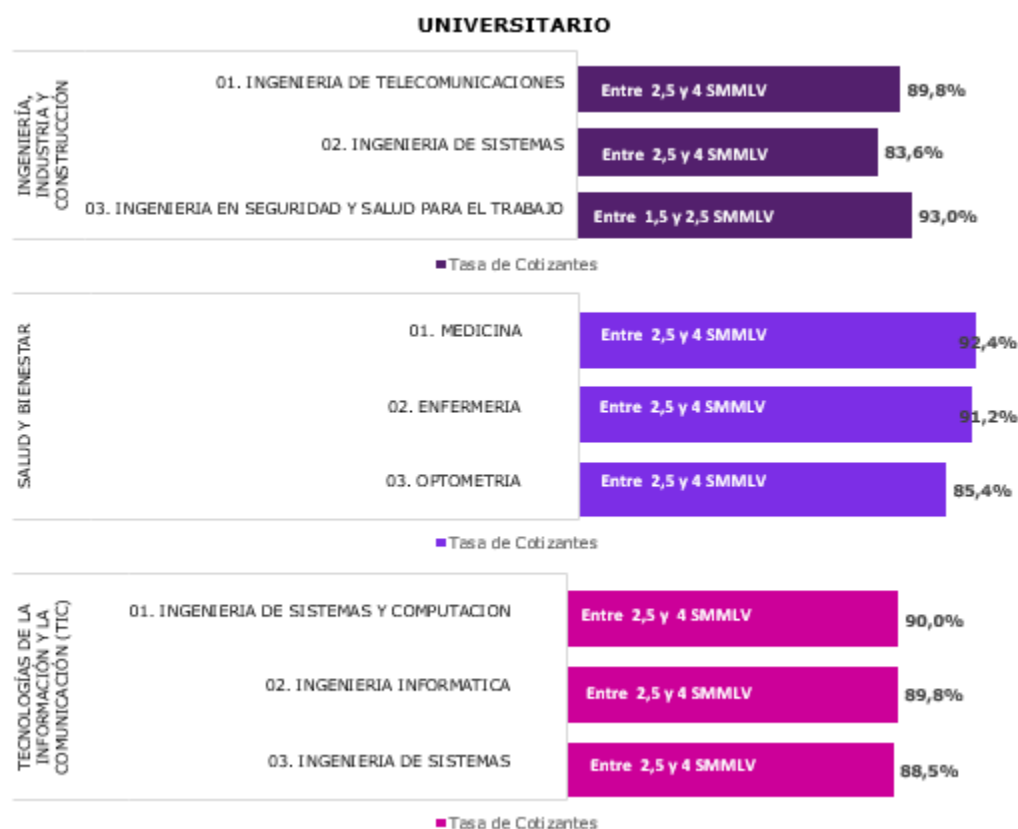 UNIVERSITARIO
INGENIERÍA,
INDUSTRIA Y
CONSTRUCCIÓN
01. INGENIERIA DE TELECOMUNICACIONES
Entre 2,5 y 4 SMMLV
89,8%
02. INGENIERIA DE SISTEMAS
Entre 2,5 y 4 SMMLV
83,6%
03. INGENIERIA EN SEGURIDAD Y SALUD PARA EL TRABAJO
Entre 1,5 y 2,5 SMMLV
93,0%
Tasa de Cotizantes
SALUD Y BIENESTAR
01. MEDICINA
Entre 2,5 y 4 SMMLV
92,4%
02. ENFERMERIA
Entre 2,5 y 4 SMMLV
91,2%
03. OPTOMETRIA
Entre 2,5 y 4 SMMLV
85,4%
Tasa de Cotizantes
TECNOLOGÍAS DE LA
INFORMACIÓN Y LA
COMUNICACIÓN (TIC)
01. INGENIERIA DE SISTEMAS Y COMPUTACION
Entre 2,5 y 4 SMMLV
90,0%
02. INGENIERIA INFORMATICA
Entre 2,5 y 4 SMMLV
89,8%
03. INGENIERIA DE SISTEMAS
Entre 2,5 y 4 SMMLV
88,5%
Tasa de Cotizantes